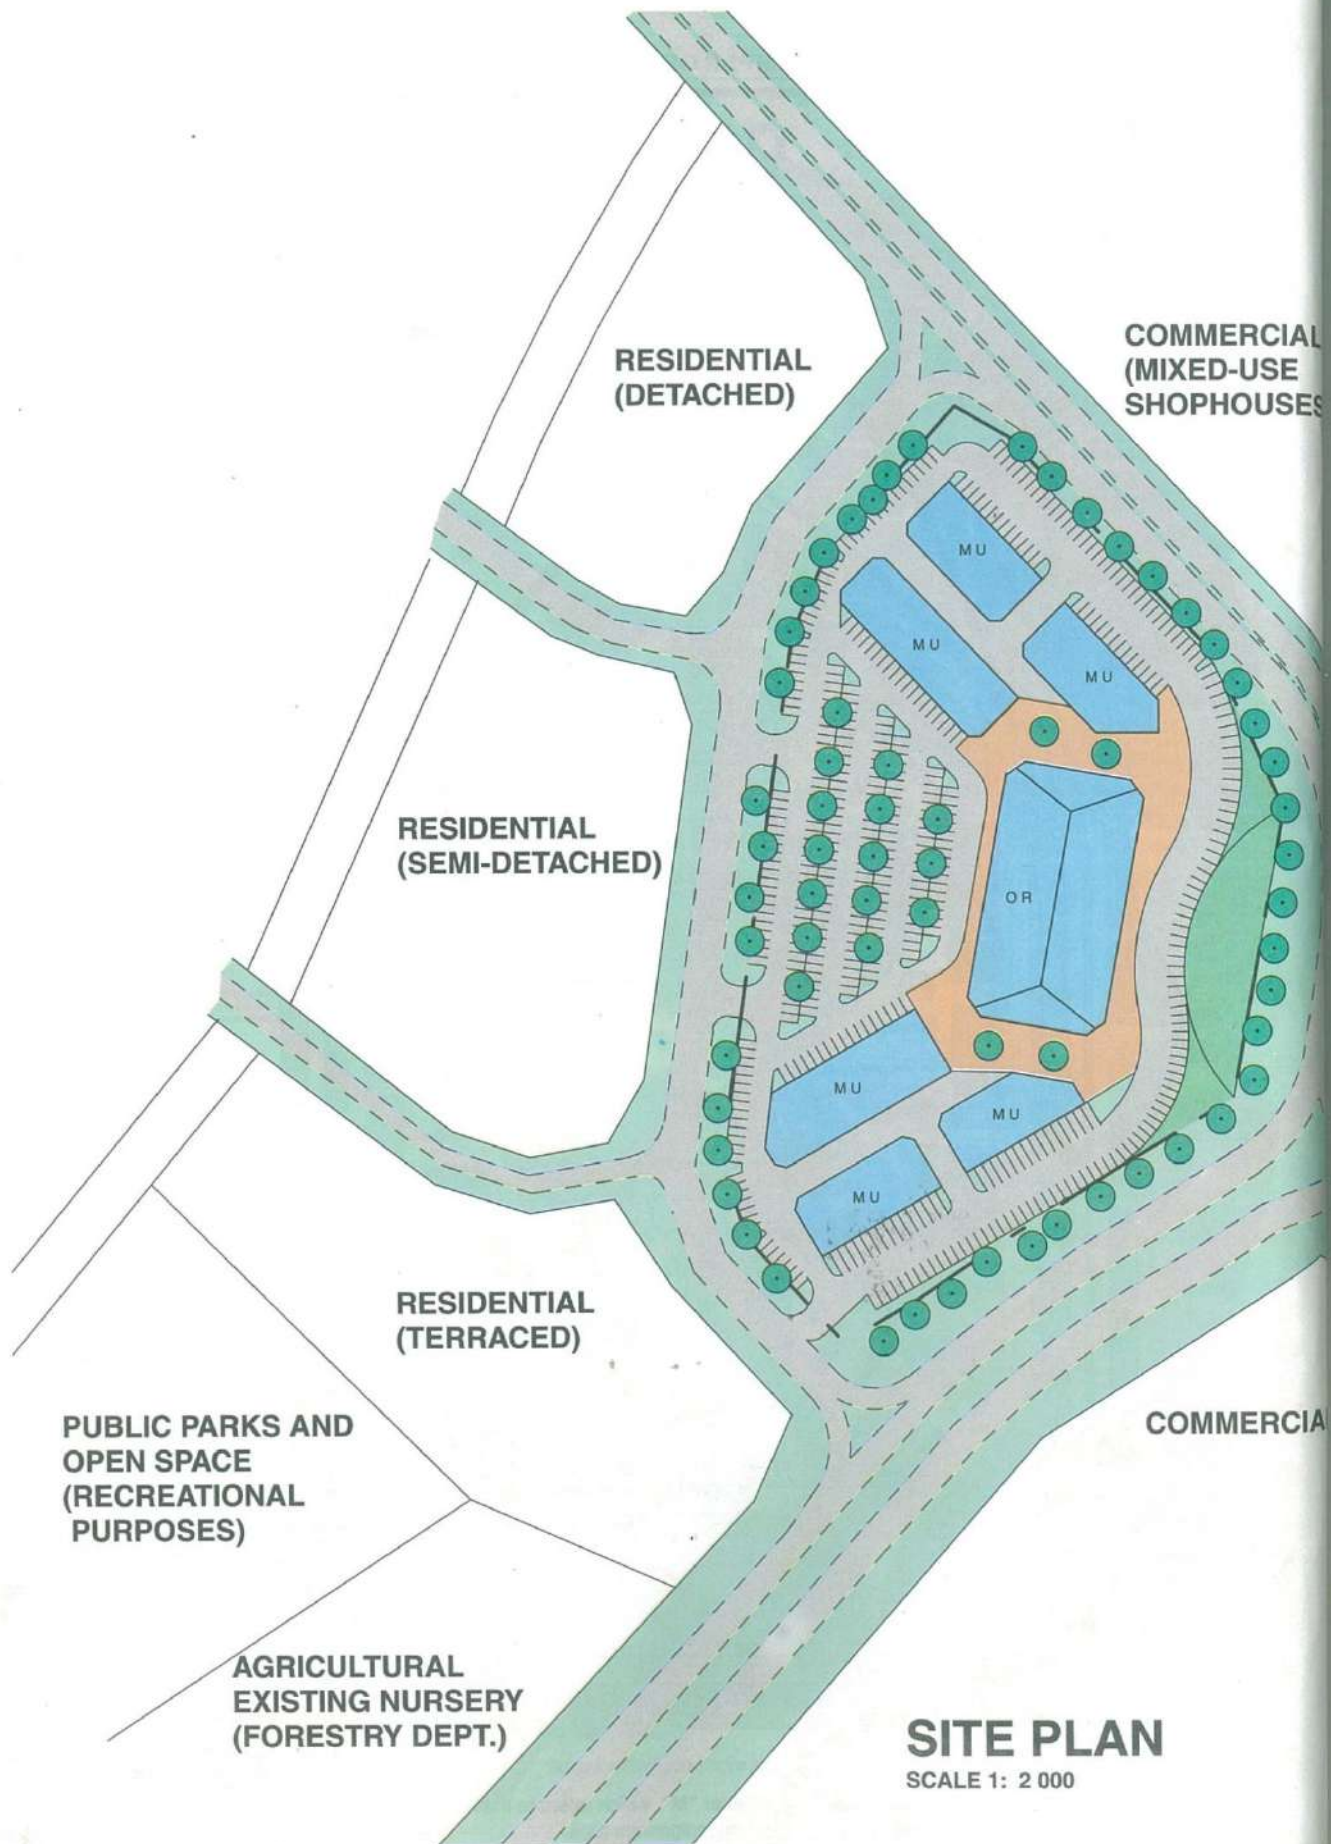 RESIDENTIAL
(DETACHED)
COMMERCIAL
(MIXED-USE
SHOPHOUSES
MU
MU
MU
RESIDENTIAL
(SEMI-DETACHED)
OR
MU
MU
MU
RESIDENTIAL
(TERRACED)
PUBLIC PARKS AND
OPEN SPACE
(RECREATIONAL
PURPOSES)
COMMERCIA
AGRICULTURAL
EXISTING NURSERY
(FORESTRY DEPT.)
SITE PLAN
SCALE 1: 2 000